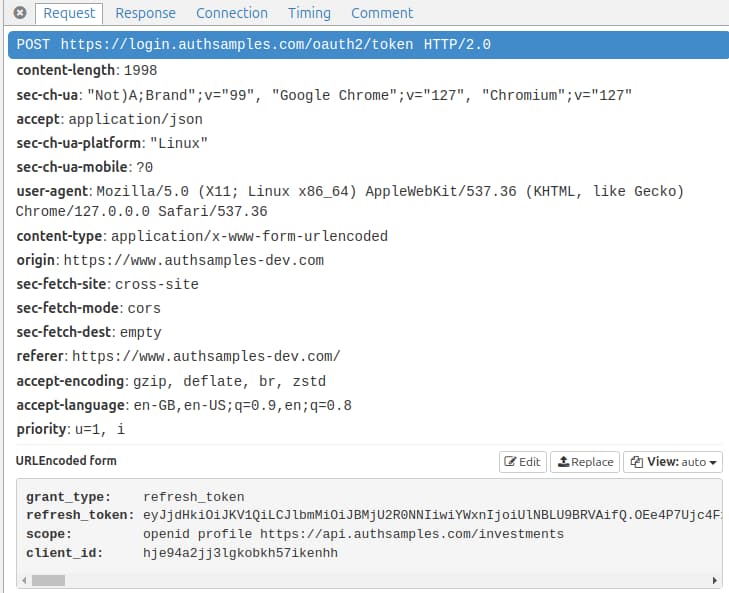 Request Response Connection Timing Comment
POST https://login.authsamples.com/oauth2/token HTTP/2.0
content-length: 1998
sec-ch-ua: "Not)A;Brand";v="99", "Google Chrome";v="127", "Chromium";v="127"
accept: application/json
sec-ch-ua-platform: "Linux"
sec-ch-ua-mobile: ?0
user-agent: Mozilla/5.0 (X11; Linux x86_64) AppleWebKit/537.36 (KHTML, like Gecko)
Chrome/127.0.0.0 Safari/537.36
content-type: application/x-www-form-urlencoded
origin: https://www.authsamples-dev.com
sec-fetch-site: cross-site
sec-fetch-mode: cors
sec-fetch-dest: empty
referer: https://www.authsamples-dev.com/
accept-encoding: gzip, deflate, br, zstd
accept-language: en-GB,en-US;q=0.9,en;q=0.8
priority: u=1, i
URLEncoded form Edit Replace View: auto
grant_type: refresh_token
refresh_token: eyJjdHkiOiJKV1QiLCJlbmMiOiJBMjU2R0NNIiwiYWxnIjoiUlNBLU9BRVAifQ.OEe4P7Ujc4F
scope: openid profile https://api.authsamples.com/investments
client_id: hje94a2jj3lgkobkh57ikenhh